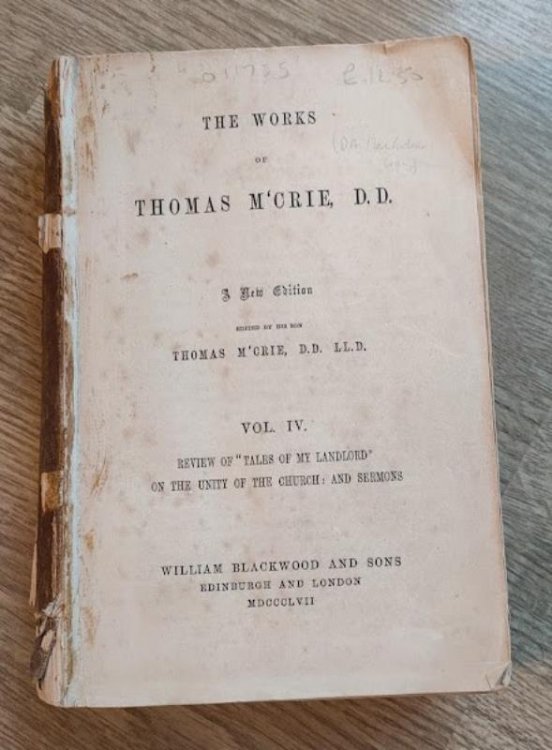 £12.50
THE WORKS
OF
THOMAS M‘CRIE, D.D.
A New Edition
EDITED BY HIS SON
THOMAS M‘CRIE, D.D. LL.D.
VOL. IV.
REVIEW OF "TALES OF MY LANDLORD"
ON THE UNITY OF THE CHURCH: AND SERMONS
WILLIAM BLACKWOOD AND SONS
EDINBURGH AND LONDON
MDCCCLVII